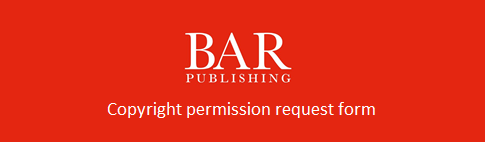 BAR
PUBLISHING
Copyright permission request form